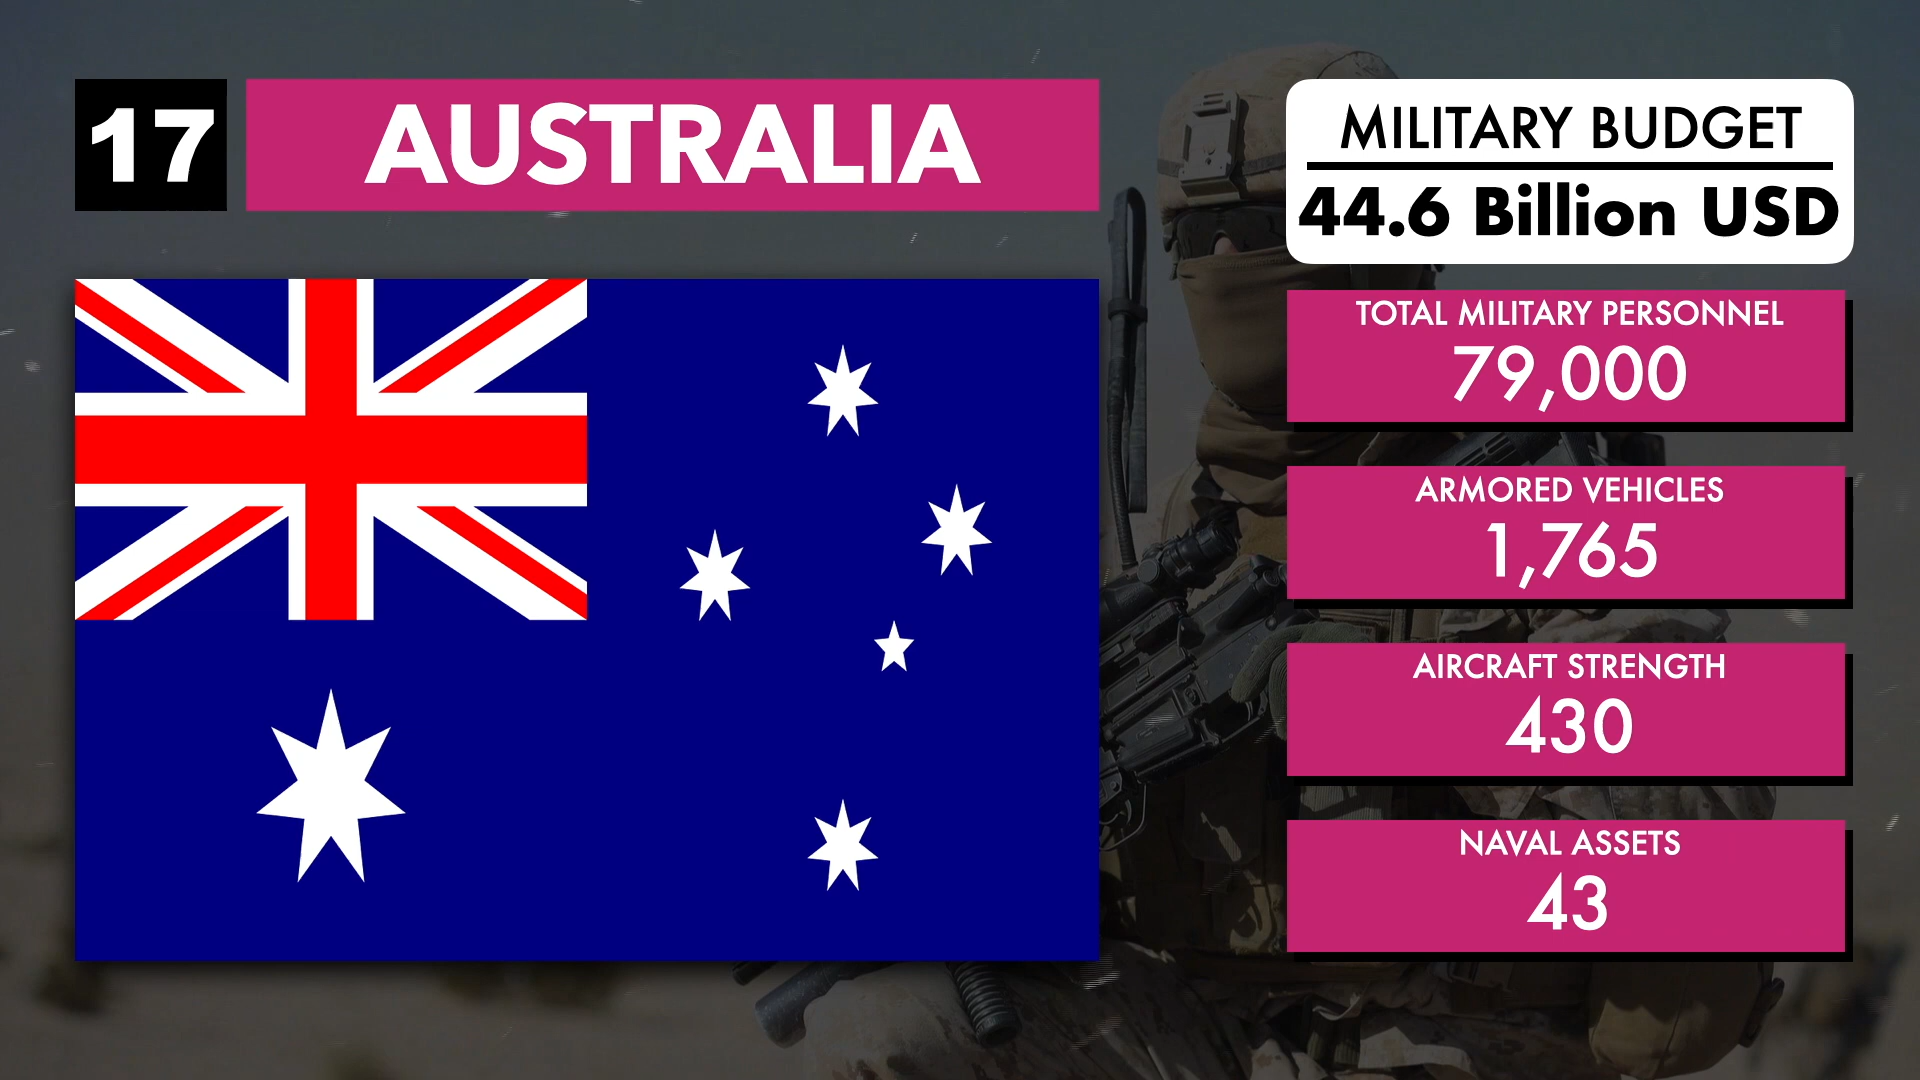 17
AUSTRALIA
MILITARY BUDGET
44.6 Billion USD
TOTAL MILITARY PERSONNEL
79,000
ARMORED VEHICLES
1,765
AIRCRAFT STRENGTH
430
NAVAL ASSETS
43